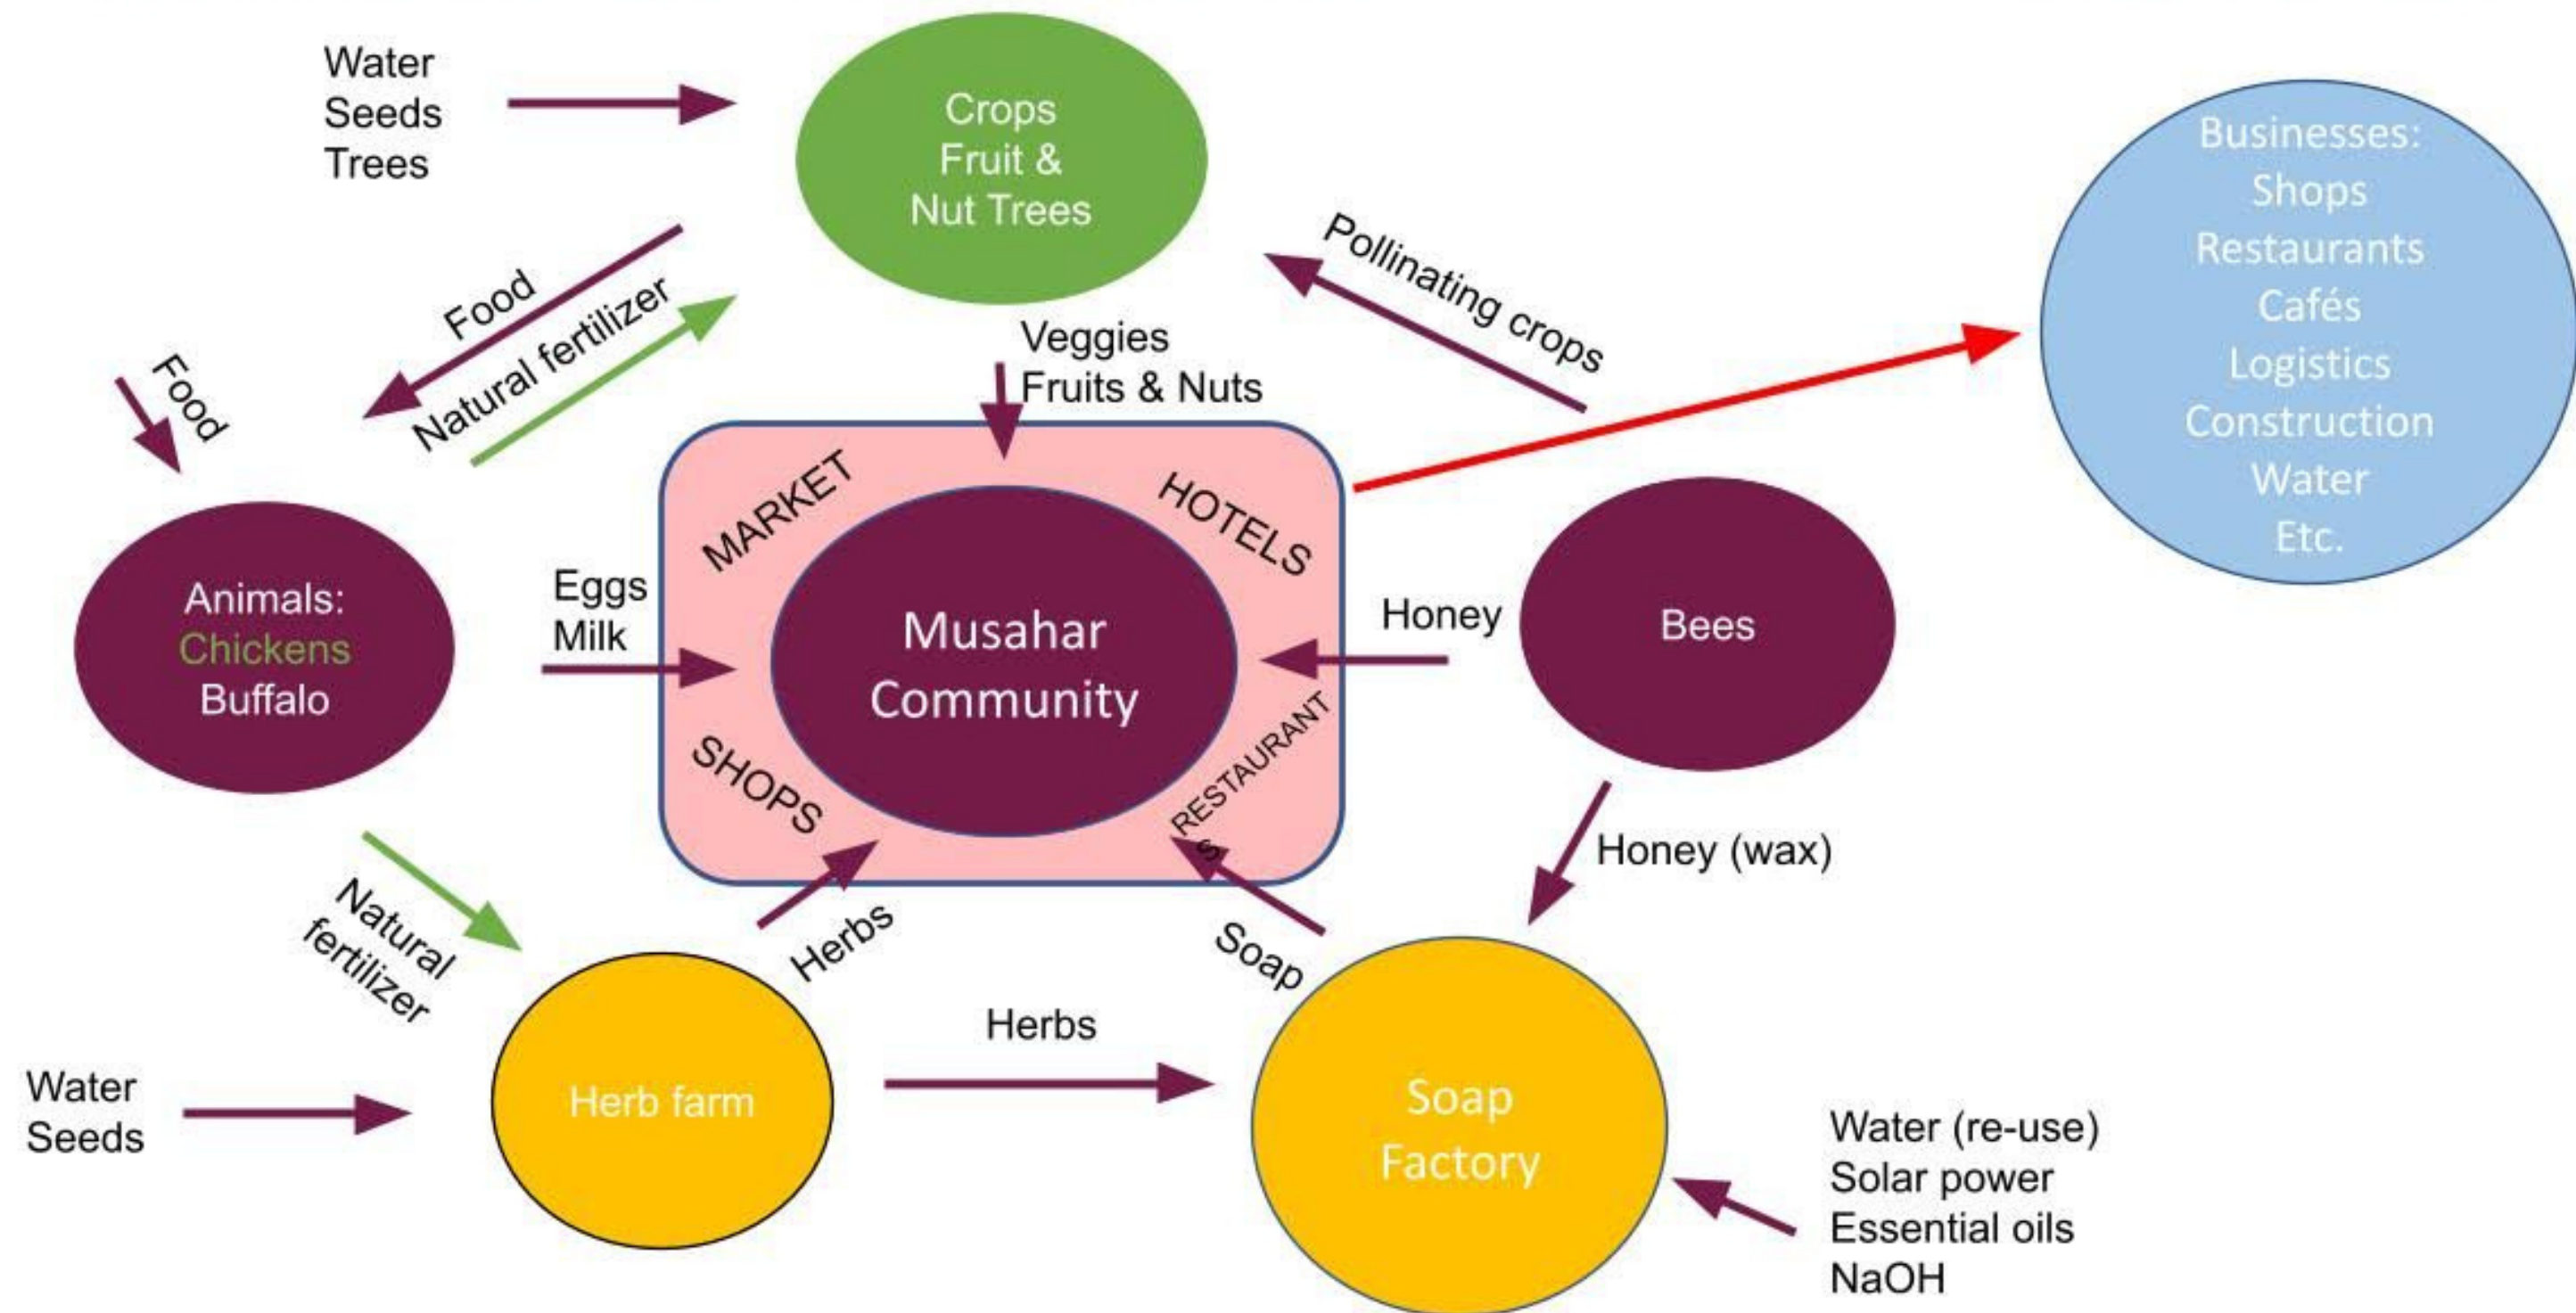 Water
Seeds
Trees
Crops
Fruit &
Nut Trees
Businesses:
Shops
Restaurants
Cafés
Logistics
Construction
Water
Etc.
Food
Natural fertilizer
Pollinating crops
Food
Veggies
Fruits & Nuts
MARKET
HOTELS
Animals:
Chickens
Buffalo
Eggs
Milk
Musahar
Community
Honey
Bees
SHOPS
RESTAURANT
S
Honey (wax)
Natural
fertilizer
Herbs
Soap
Water
Seeds
Herb farm
Herbs
Soap
Factory
Water (re-use)
Solar power
Essential oils
NaOH